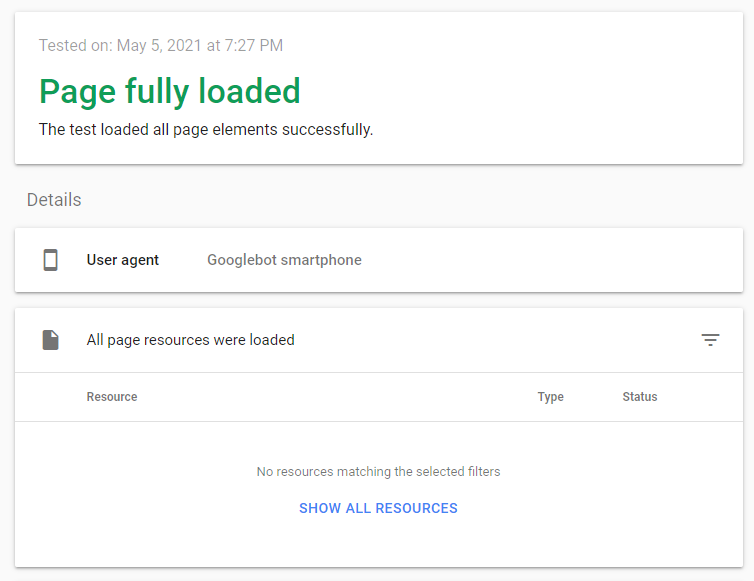 Tested on: May 5, 2021 at 7:27 PM
Page fully loaded
The test loaded all page elements successfully.
Details
User agent Googlebot smartphone
All page resources were loaded
Resource Type Status
No resources matching the selected filters
SHOW ALL RESOURCES